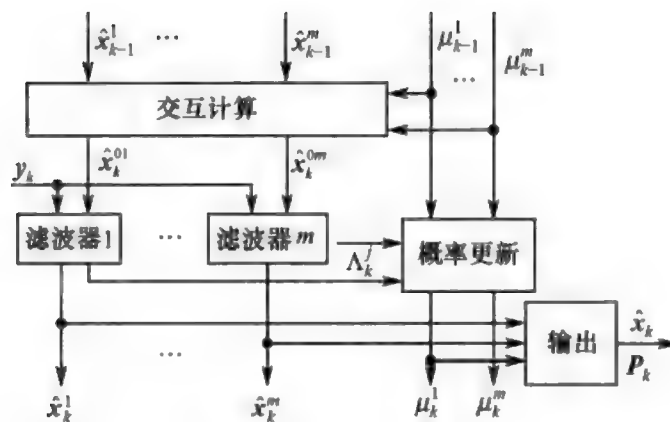 x̂¹ₖ₋₁ ⋯ x̂ᵐₖ₋₁ μ¹ₖ₋₁ ⋯ μᵐₖ₋₁
交互计算
yₖ x̂⁰¹ₖ x̂⁰ᵐₖ
滤波器1 ⋯ 滤波器m Λʲₖ 概率更新
输出 x̂ₖ Pₖ
⋯
x̂¹ₖ x̂ᵐₖ μ¹ₖ μᵐₖ